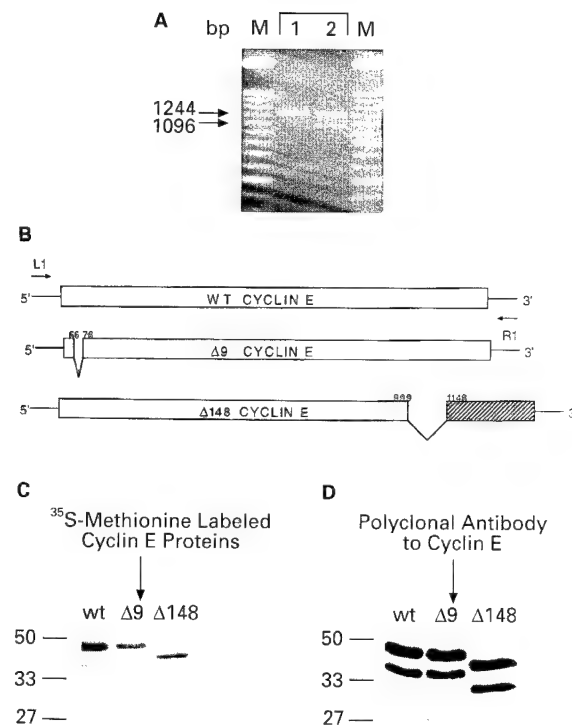 A
bp M 1 2 M
1244
1096
B
L1
5' WT CYCLIN E 3'
R1
66 76
5' Δ9 CYCLIN E 3'
1148
5' Δ148 CYCLIN E 3'
C
³⁵S-Methionine Labeled
Cyclin E Proteins
wt Δ9 Δ148
50
33
27
D
Polyclonal Antibody
to Cyclin E
wt Δ9 Δ148
50
33
27